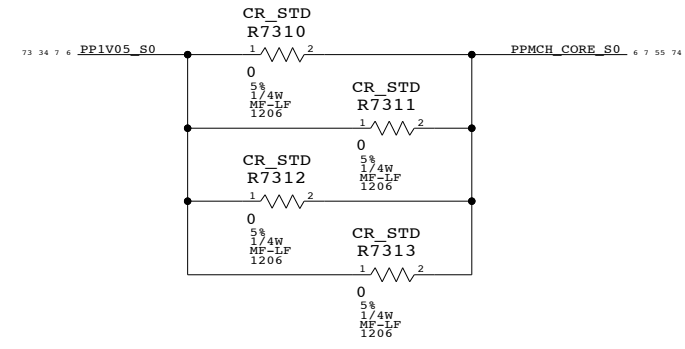 CR_STD
R7310
73 34 7 6 PP1V05_S0 1 2 PPMCH_CORE_S0 6 7 55 74
0
5%
1/4W
MF-LF
1206
CR_STD
R7311
1 2
0
5%
1/4W
MF-LF
1206
CR_STD
R7312
1 2
0
5%
1/4W
MF-LF
1206
CR_STD
R7313
1 2
0
5%
1/4W
MF-LF
1206